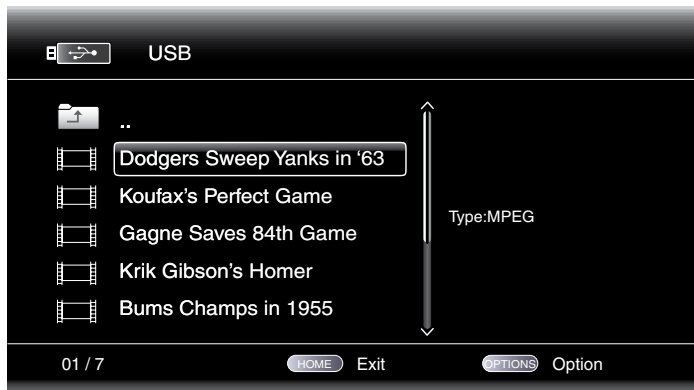 USB
..
Dodgers Sweep Yanks in ‘63
Koufax’s Perfect Game
Gagne Saves 84th Game
Krik Gibson’s Homer
Bums Champs in 1955
Type:MPEG
01 / 7
HOME Exit
OPTIONS Option